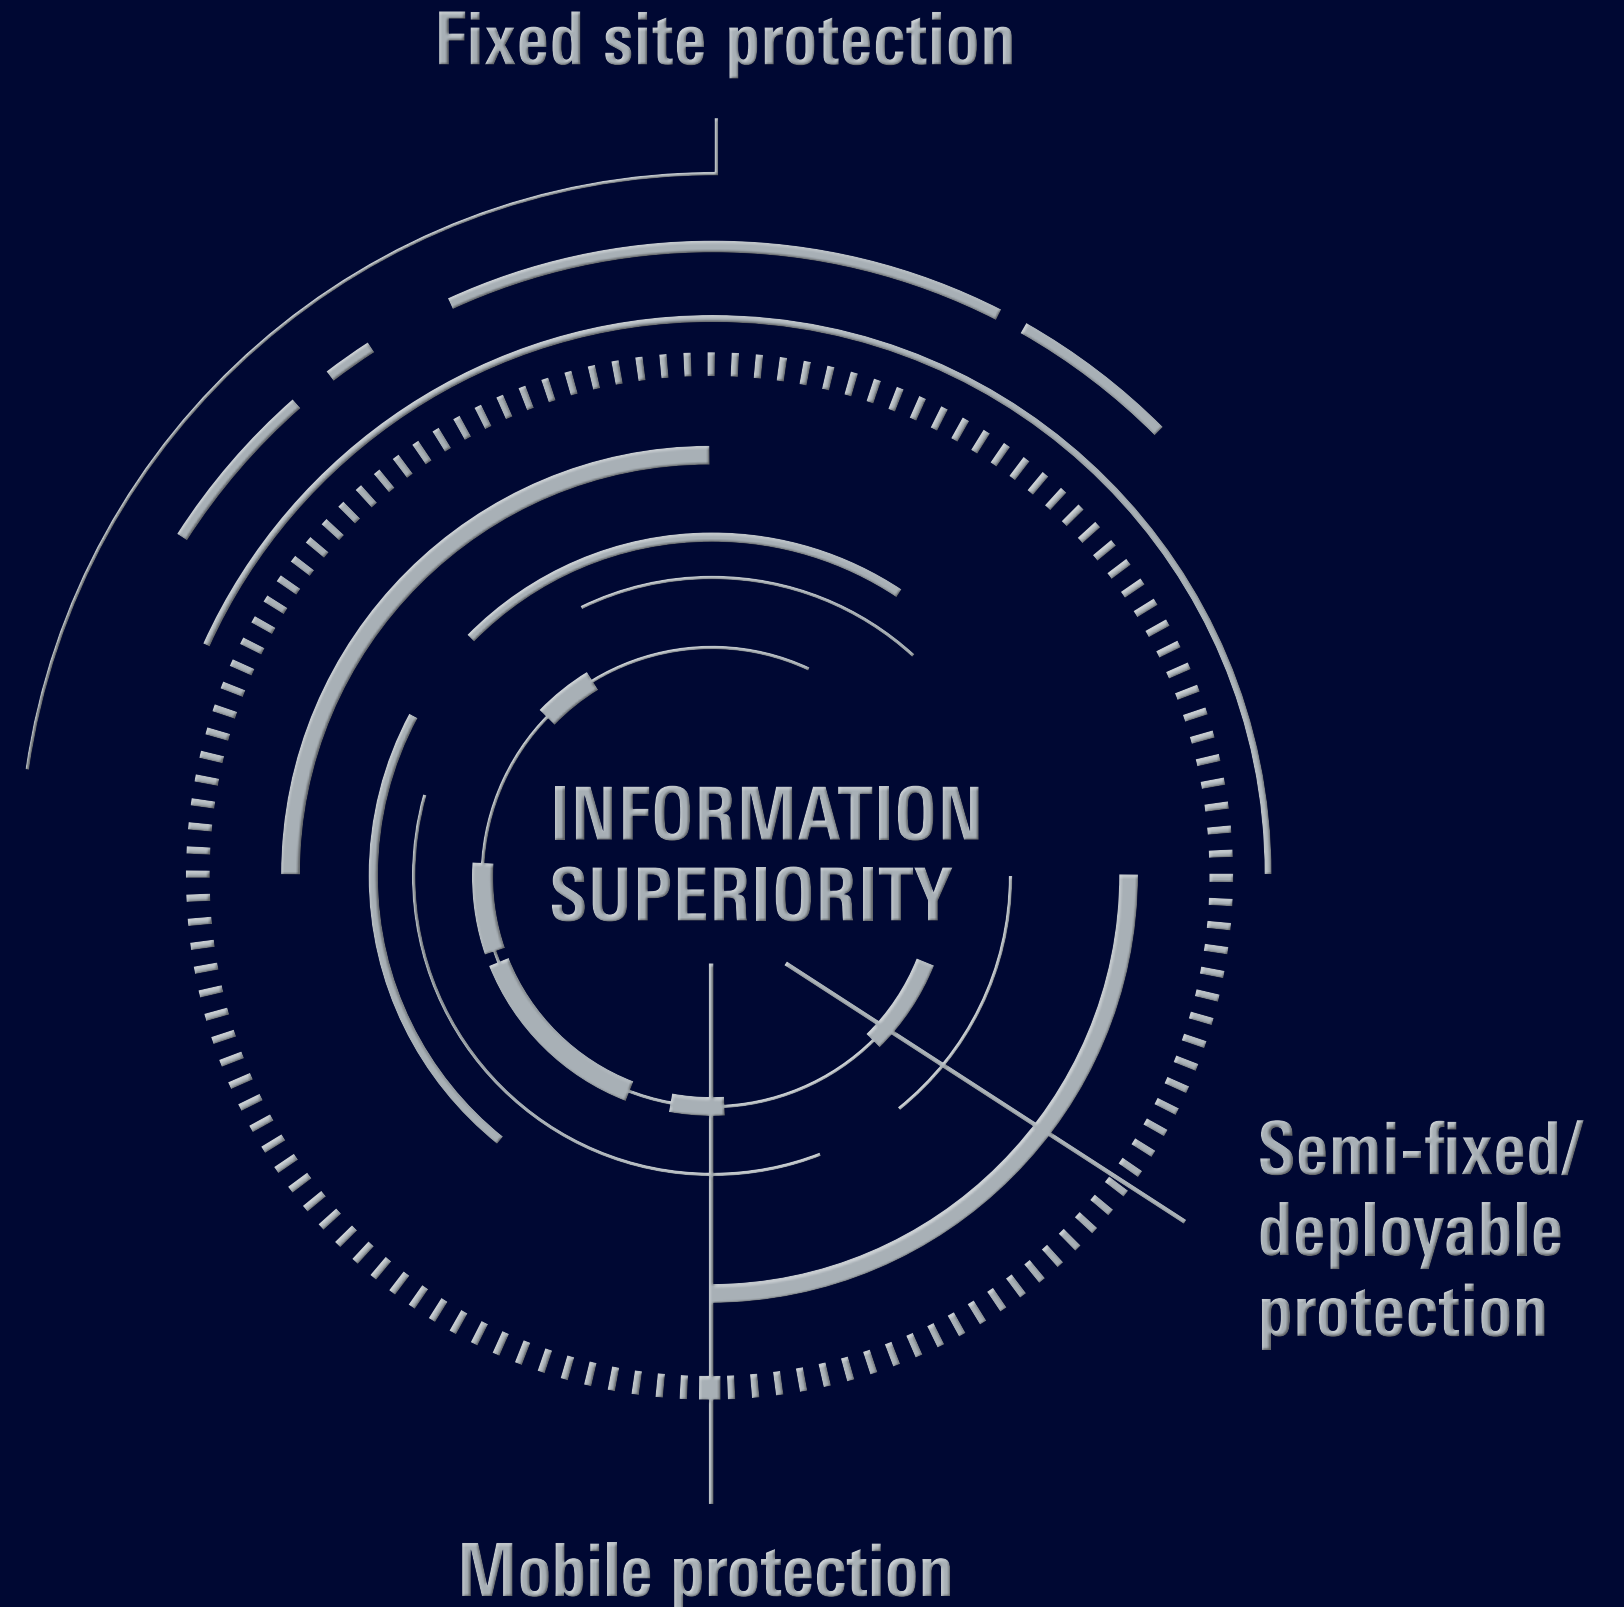 Fixed site protection
INFORMATION
SUPERIORITY
Semi-fixed/
deployable
protection
Mobile protection